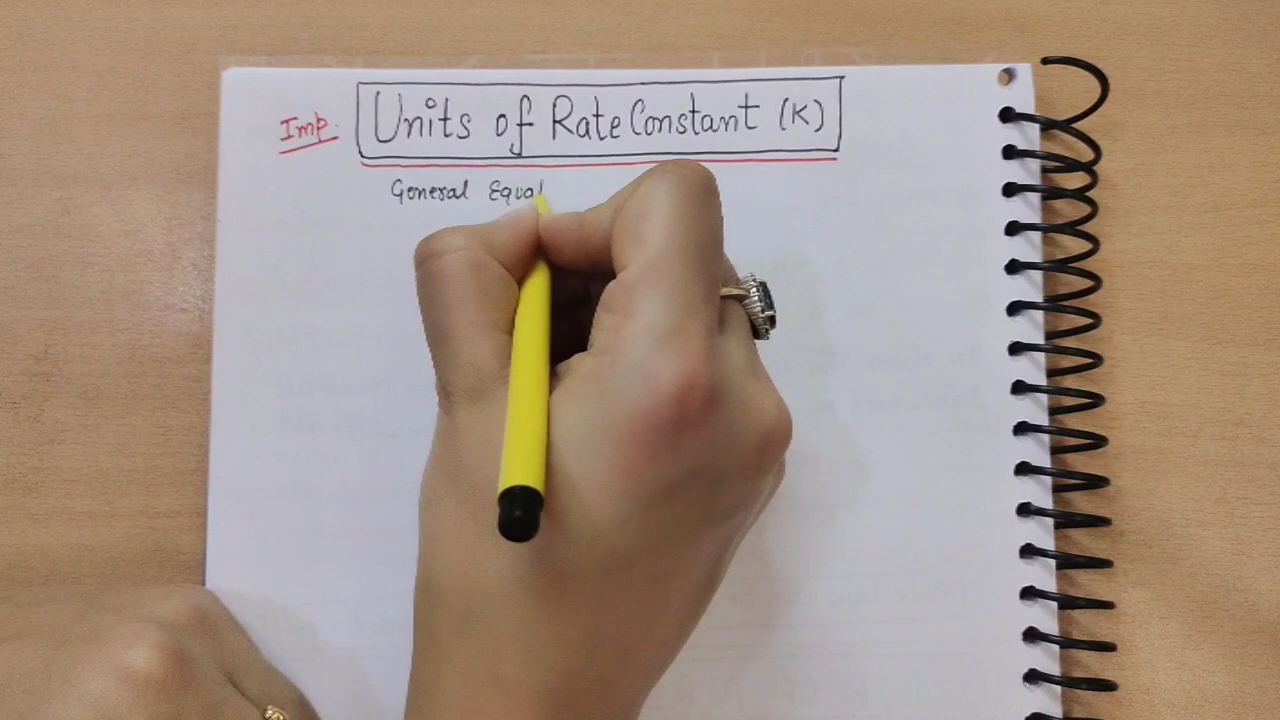 Imp.
Units of Rate Constant (K)
General Equa